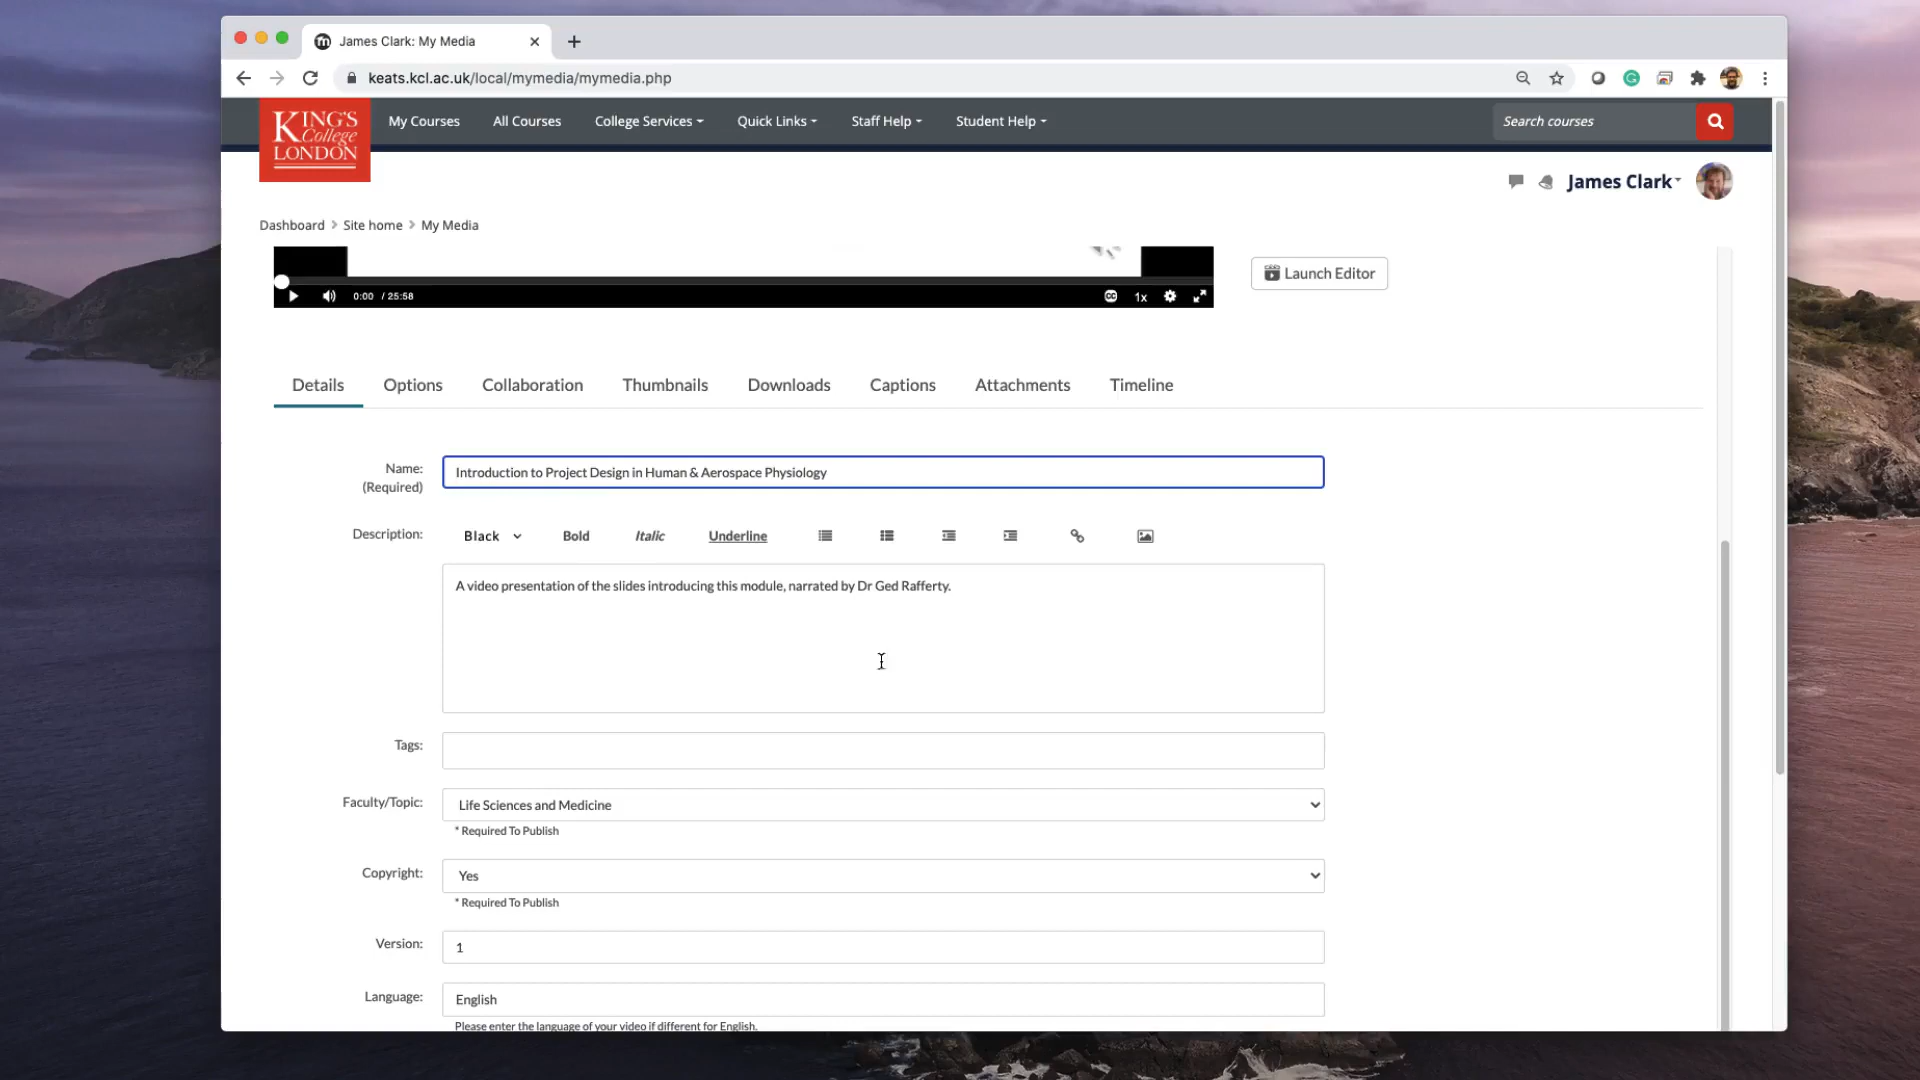 James Clark: My Media
keats.kcl.ac.uk/local/mymedia/mymedia.php
KING'S
College
LONDON
My Courses All Courses College Services Quick Links Staff Help Student Help Search courses
James Clark
Dashboard > Site home > My Media
Launch Editor
0:00 / 25:58 CC 1x
Details Options Collaboration Thumbnails Downloads Captions Attachments Timeline
Name: Introduction to Project Design in Human & Aerospace Physiology
(Required)
Description: Black Bold Italic Underline
A video presentation of the slides introducing this module, narrated by Dr Ged Rafferty.
Tags:
Faculty/Topic: Life Sciences and Medicine
* Required To Publish
Copyright: Yes
* Required To Publish
Version: 1
Language: English
Please enter the language of your video if different for English.